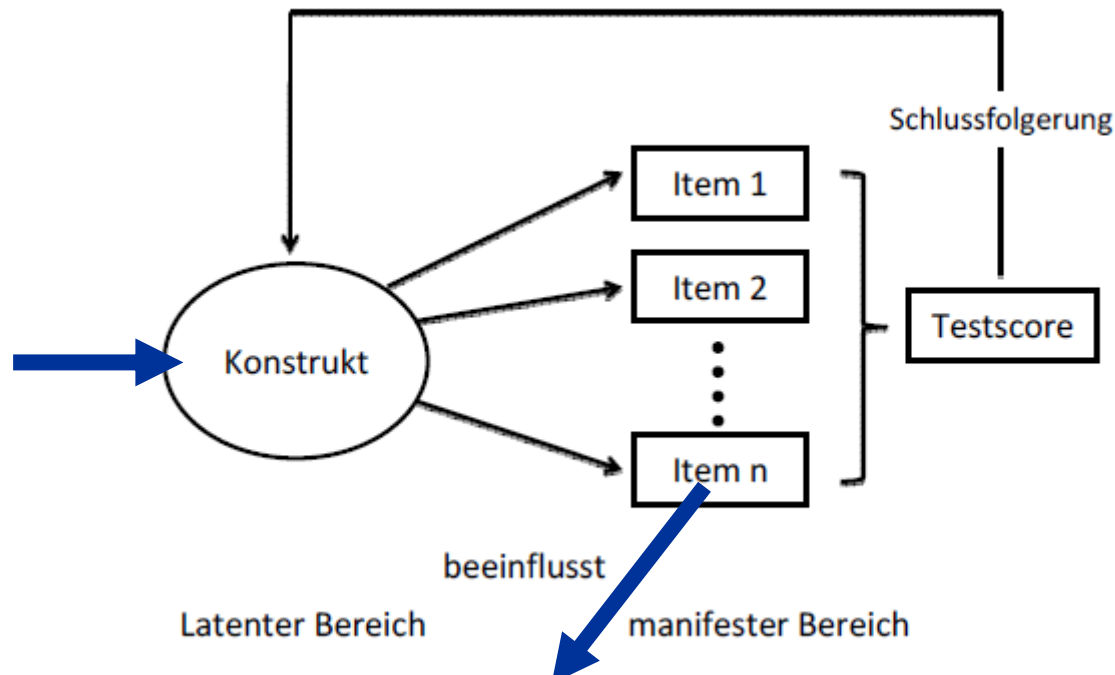 Schlussfolgerung
Item 1
Item 2
Testscore
Konstrukt
Item n
beeinflusst
Latenter Bereich
manifester Bereich